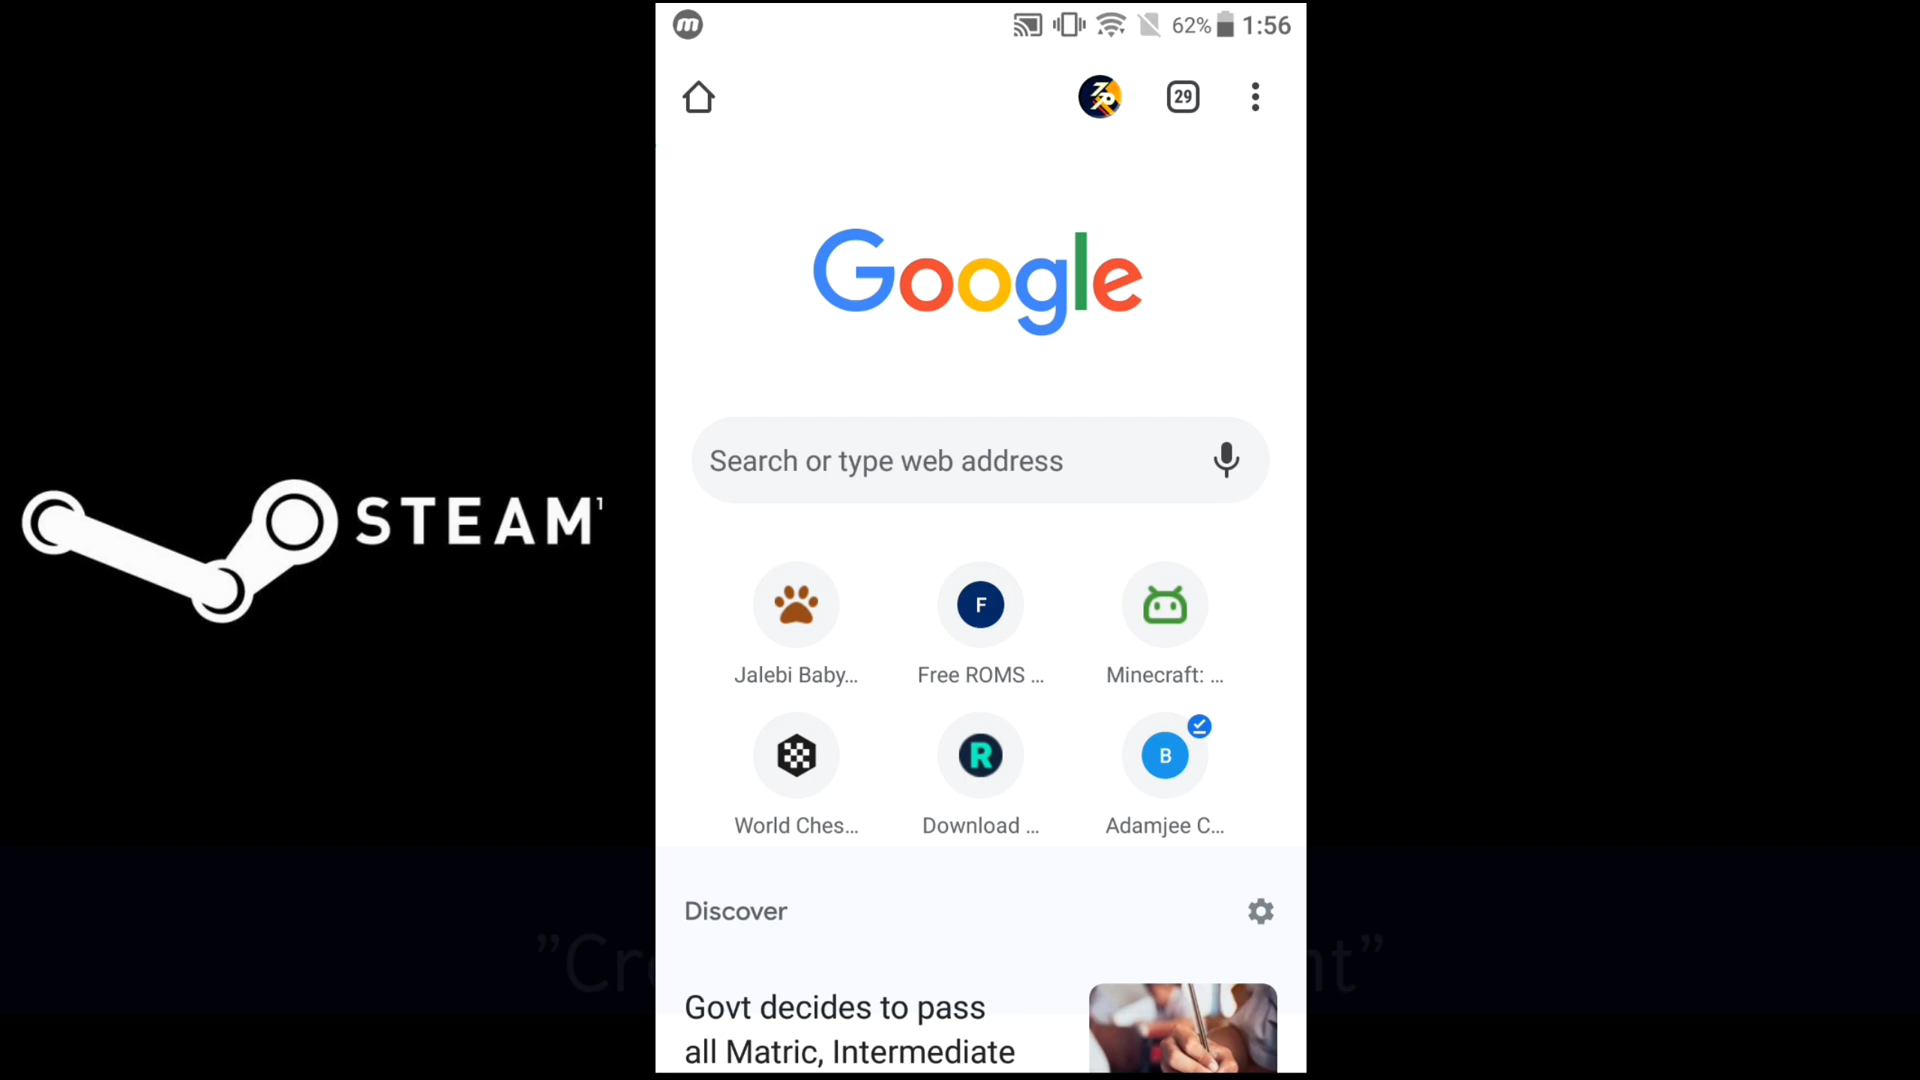 m
62% 1:56
29
Google
Search or type web address
F
Jalebi Baby...
Free ROMS ...
Minecraft: ...
R
B
World Ches...
Download ...
Adamjee C...
STEAM
Discover
Govt decides to pass
all Matric, Intermediate